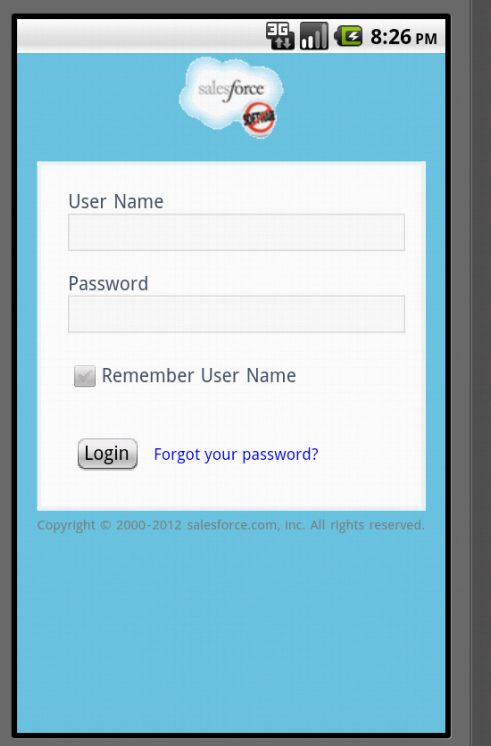 3G 8:26 PM
salesforce
SOFTWARE
User Name
Password
Remember User Name
Login Forgot your password?
Copyright © 2000-2012 salesforce.com, inc. All rights reserved.